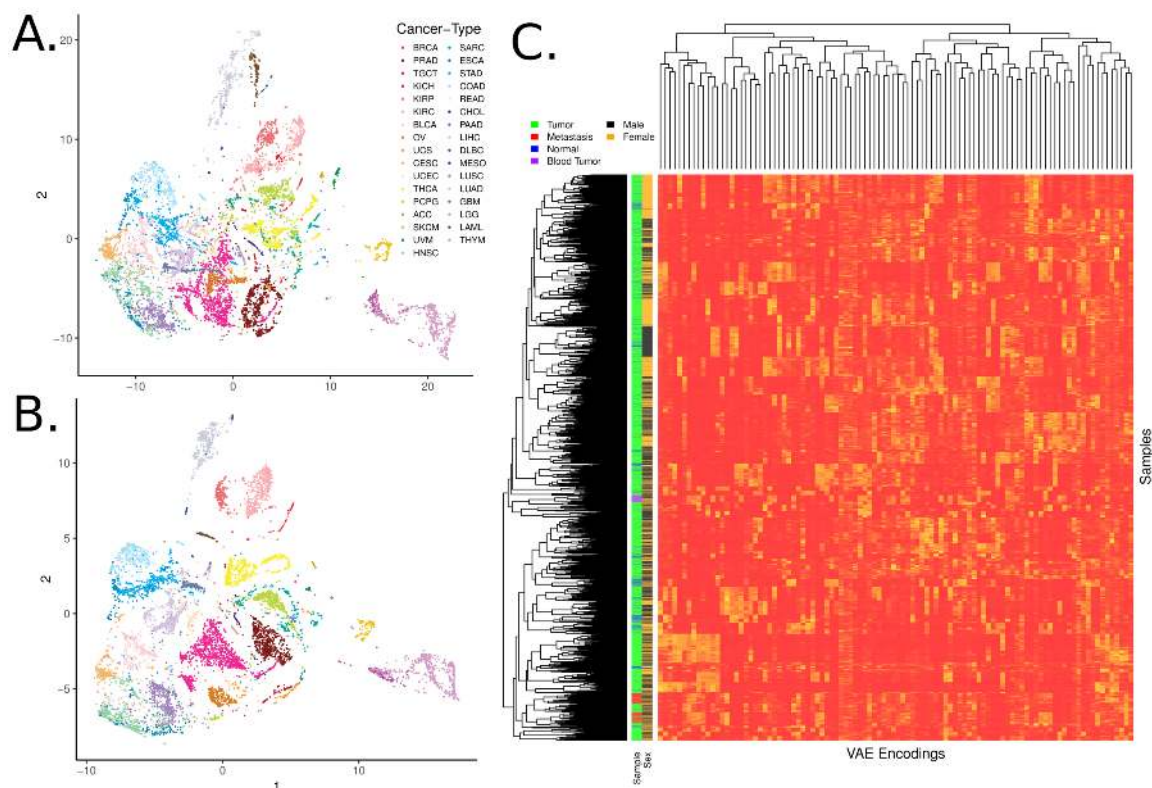 A.
20
10
0
−10
2
−10
0
10
20
Cancer−Type
BRCA
PRAD
TGCT
KICH
KIRP
KIRC
BLCA
OV
UCS
CESC
UCEC
THCA
PCPG
ACC
SKCM
UVM
HNSC
SARC
ESCA
STAD
COAD
READ
CHOL
PAAD
LIHC
DLBC
MESO
LUSC
LUAD
GBM
LGG
LAML
THYM
B.
10
5
0
−5
2
−10
0
10
1
C.
Tumor
Metastasis
Normal
Blood Tumor
Male
Female
Samples
Sample
Sex
VAE Encodings